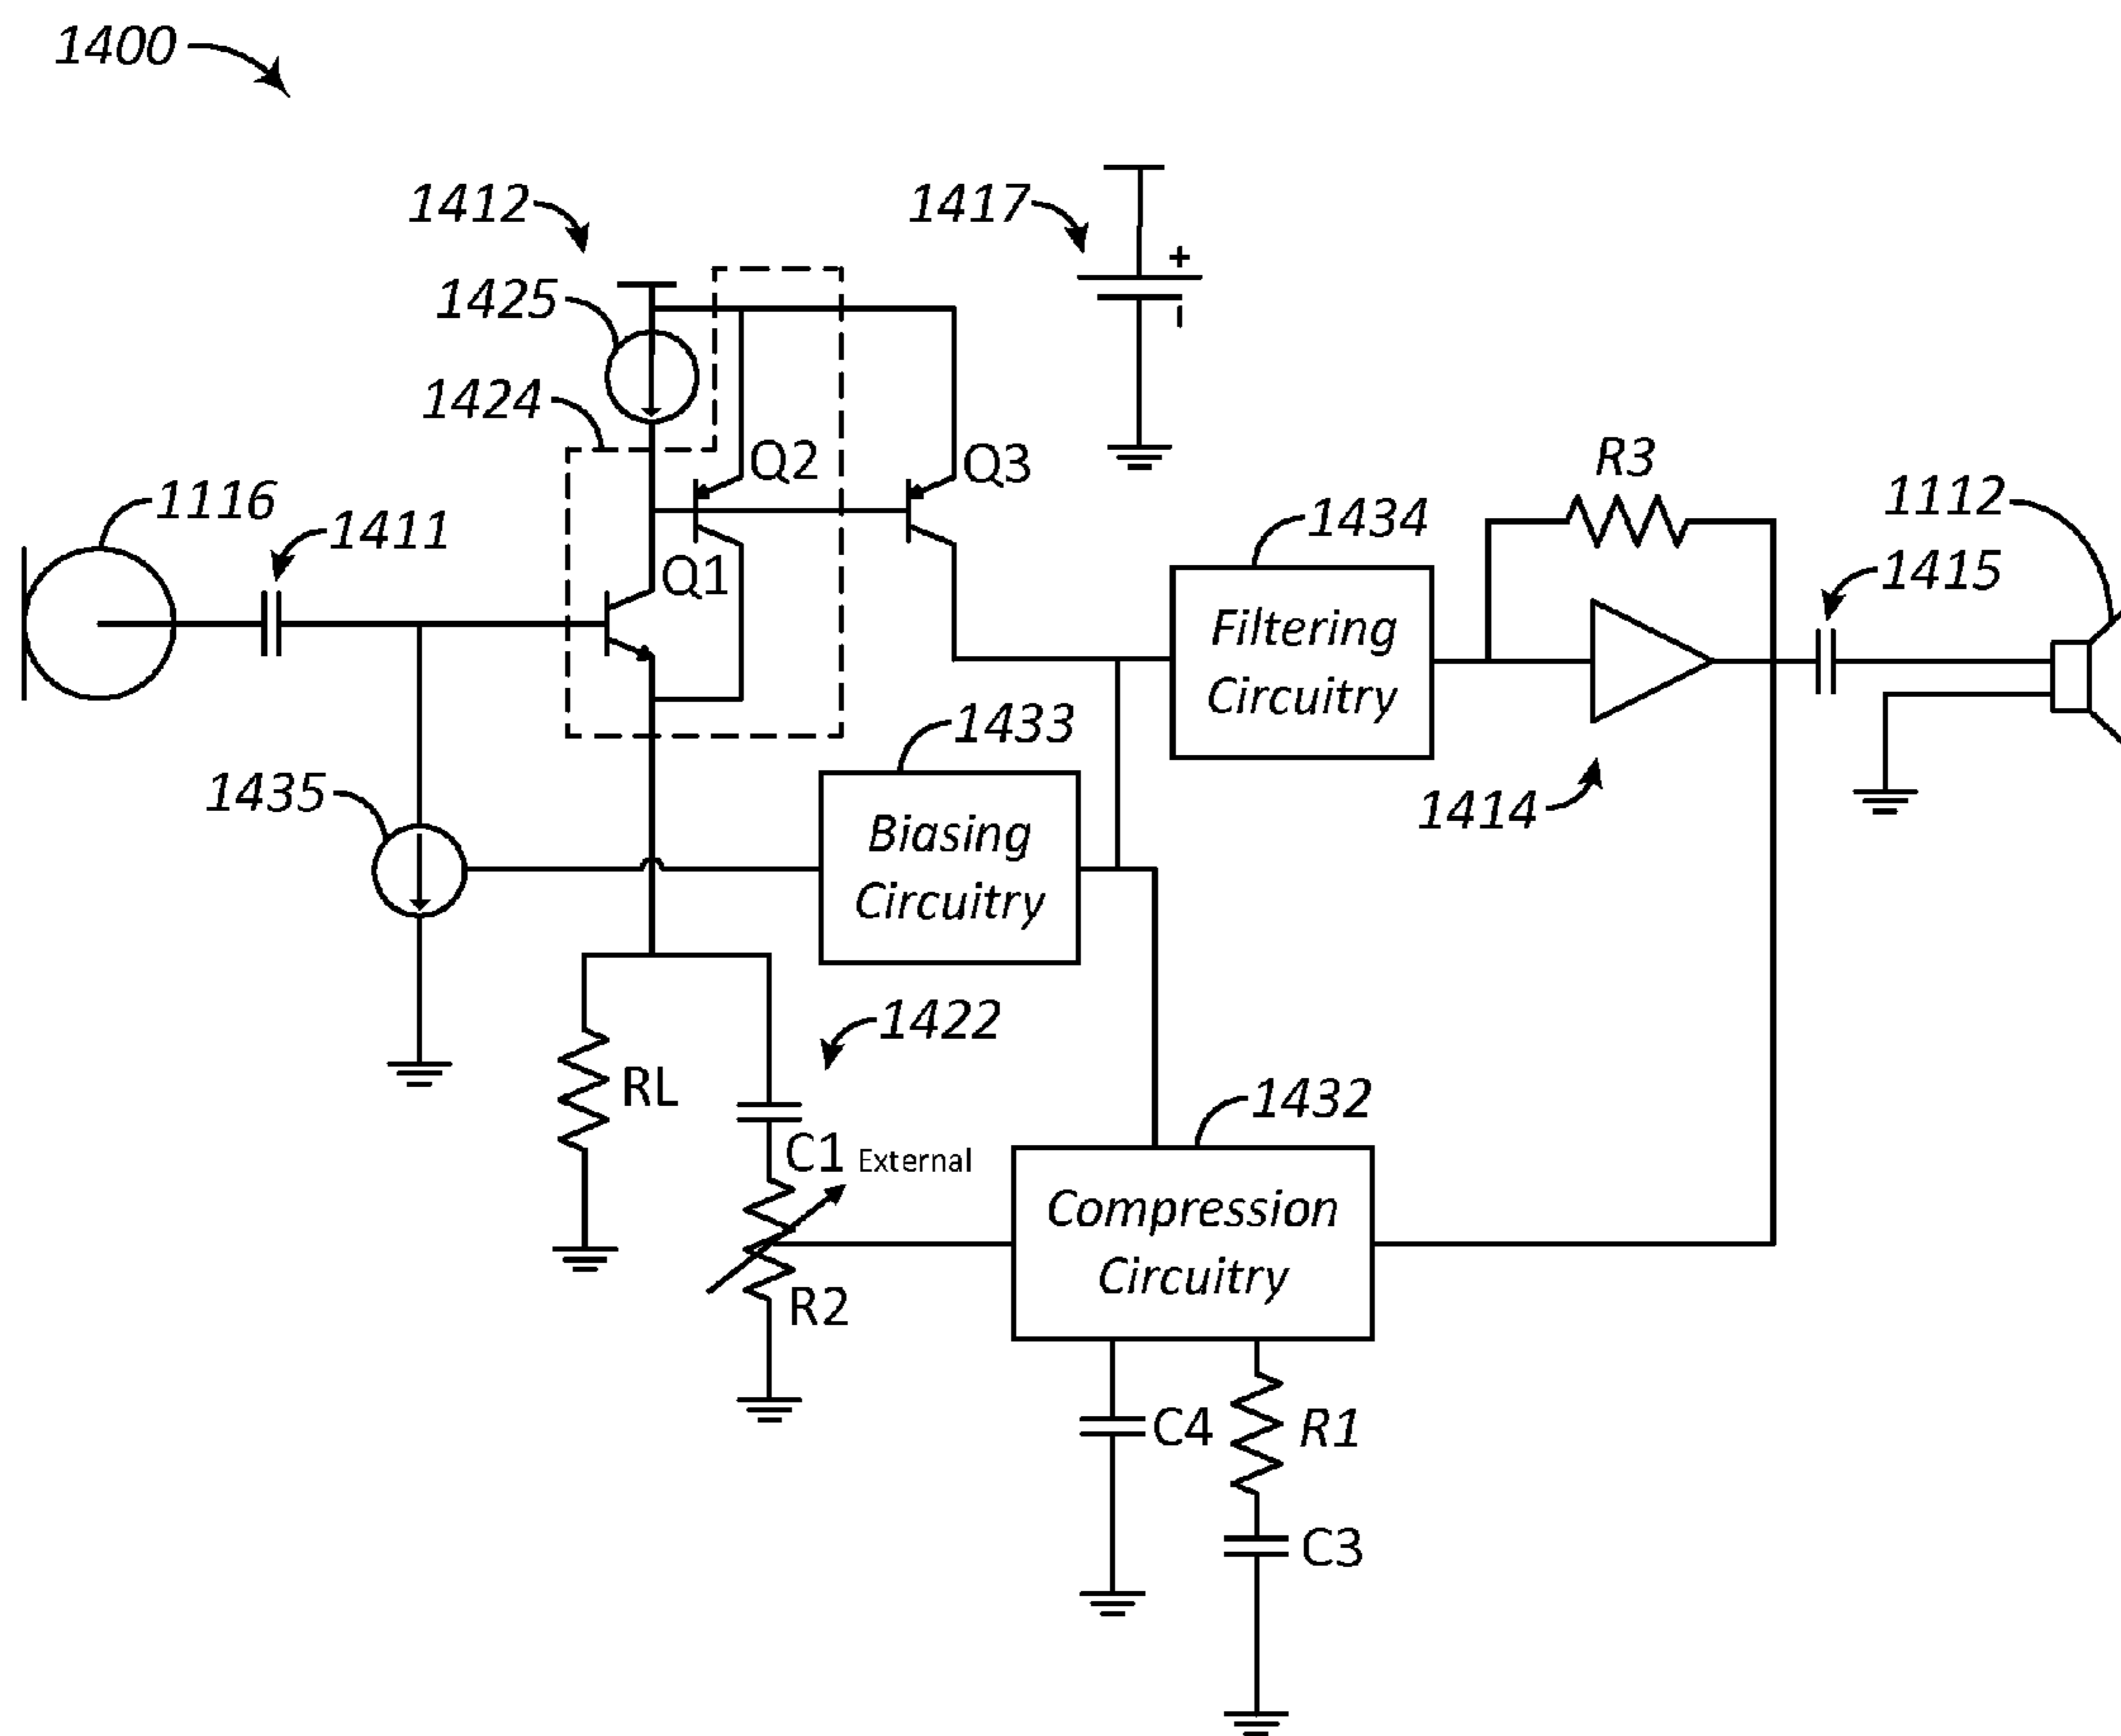 1400
1412
1417
1425
1424
Q2
Q3
R3
1116
1411
1434
1112
1415
Q1
Filtering
Circuitry
1433
1435
1414
Biasing
Circuitry
1422
RL
1432
C1 External
Compression
Circuitry
R2
C4
R1
C3